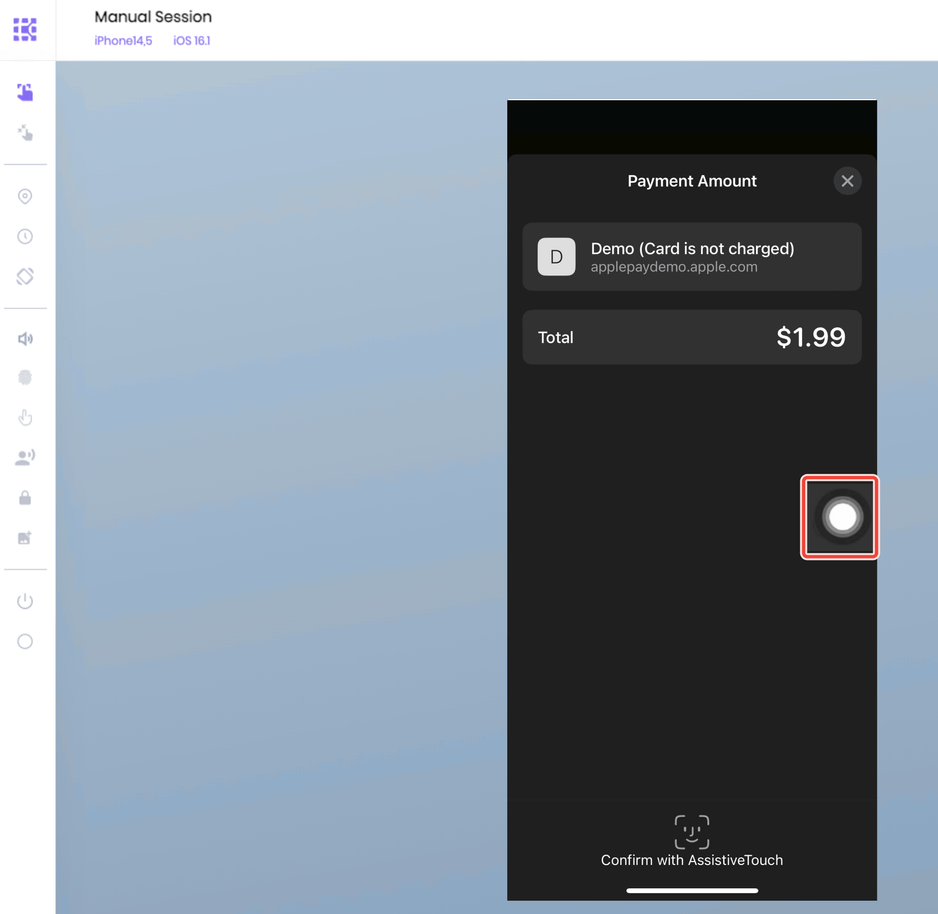 Manual Session
iPhone14,5 iOS 16.1
Payment Amount
D
Demo (Card is not charged)
applepaydemo.apple.com
Total $1.99
Confirm with AssistiveTouch